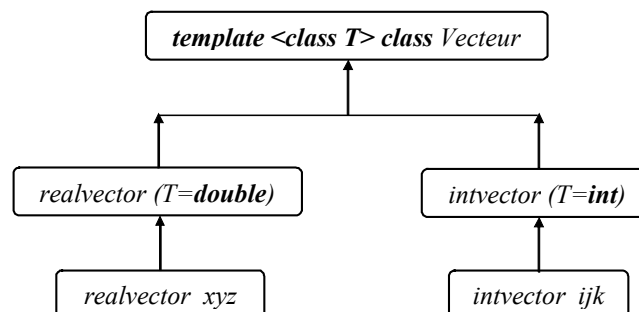 template <class T> class Vecteur
realvector (T=double)
intvector (T=int)
realvector xyz
intvector ijk